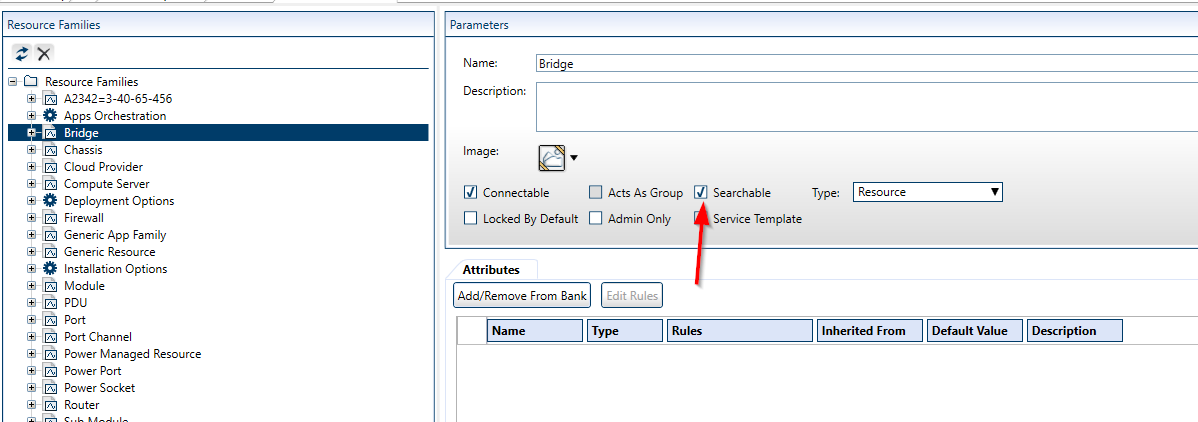 Resource Families
Resource Families
A2342=3-40-65-456
Apps Orchestration
Bridge
Chassis
Cloud Provider
Compute Server
Deployment Options
Firewall
Generic App Family
Generic Resource
Installation Options
Module
PDU
Port
Port Channel
Power Managed Resource
Power Port
Power Socket
Router
Sub Module
Parameters
Name: Bridge
Description:
Image:
Connectable Acts As Group Searchable Type: Resource
Locked By Default Admin Only Service Template
Attributes
Add/Remove From Bank Edit Rules
Name Type Rules Inherited From Default Value Description